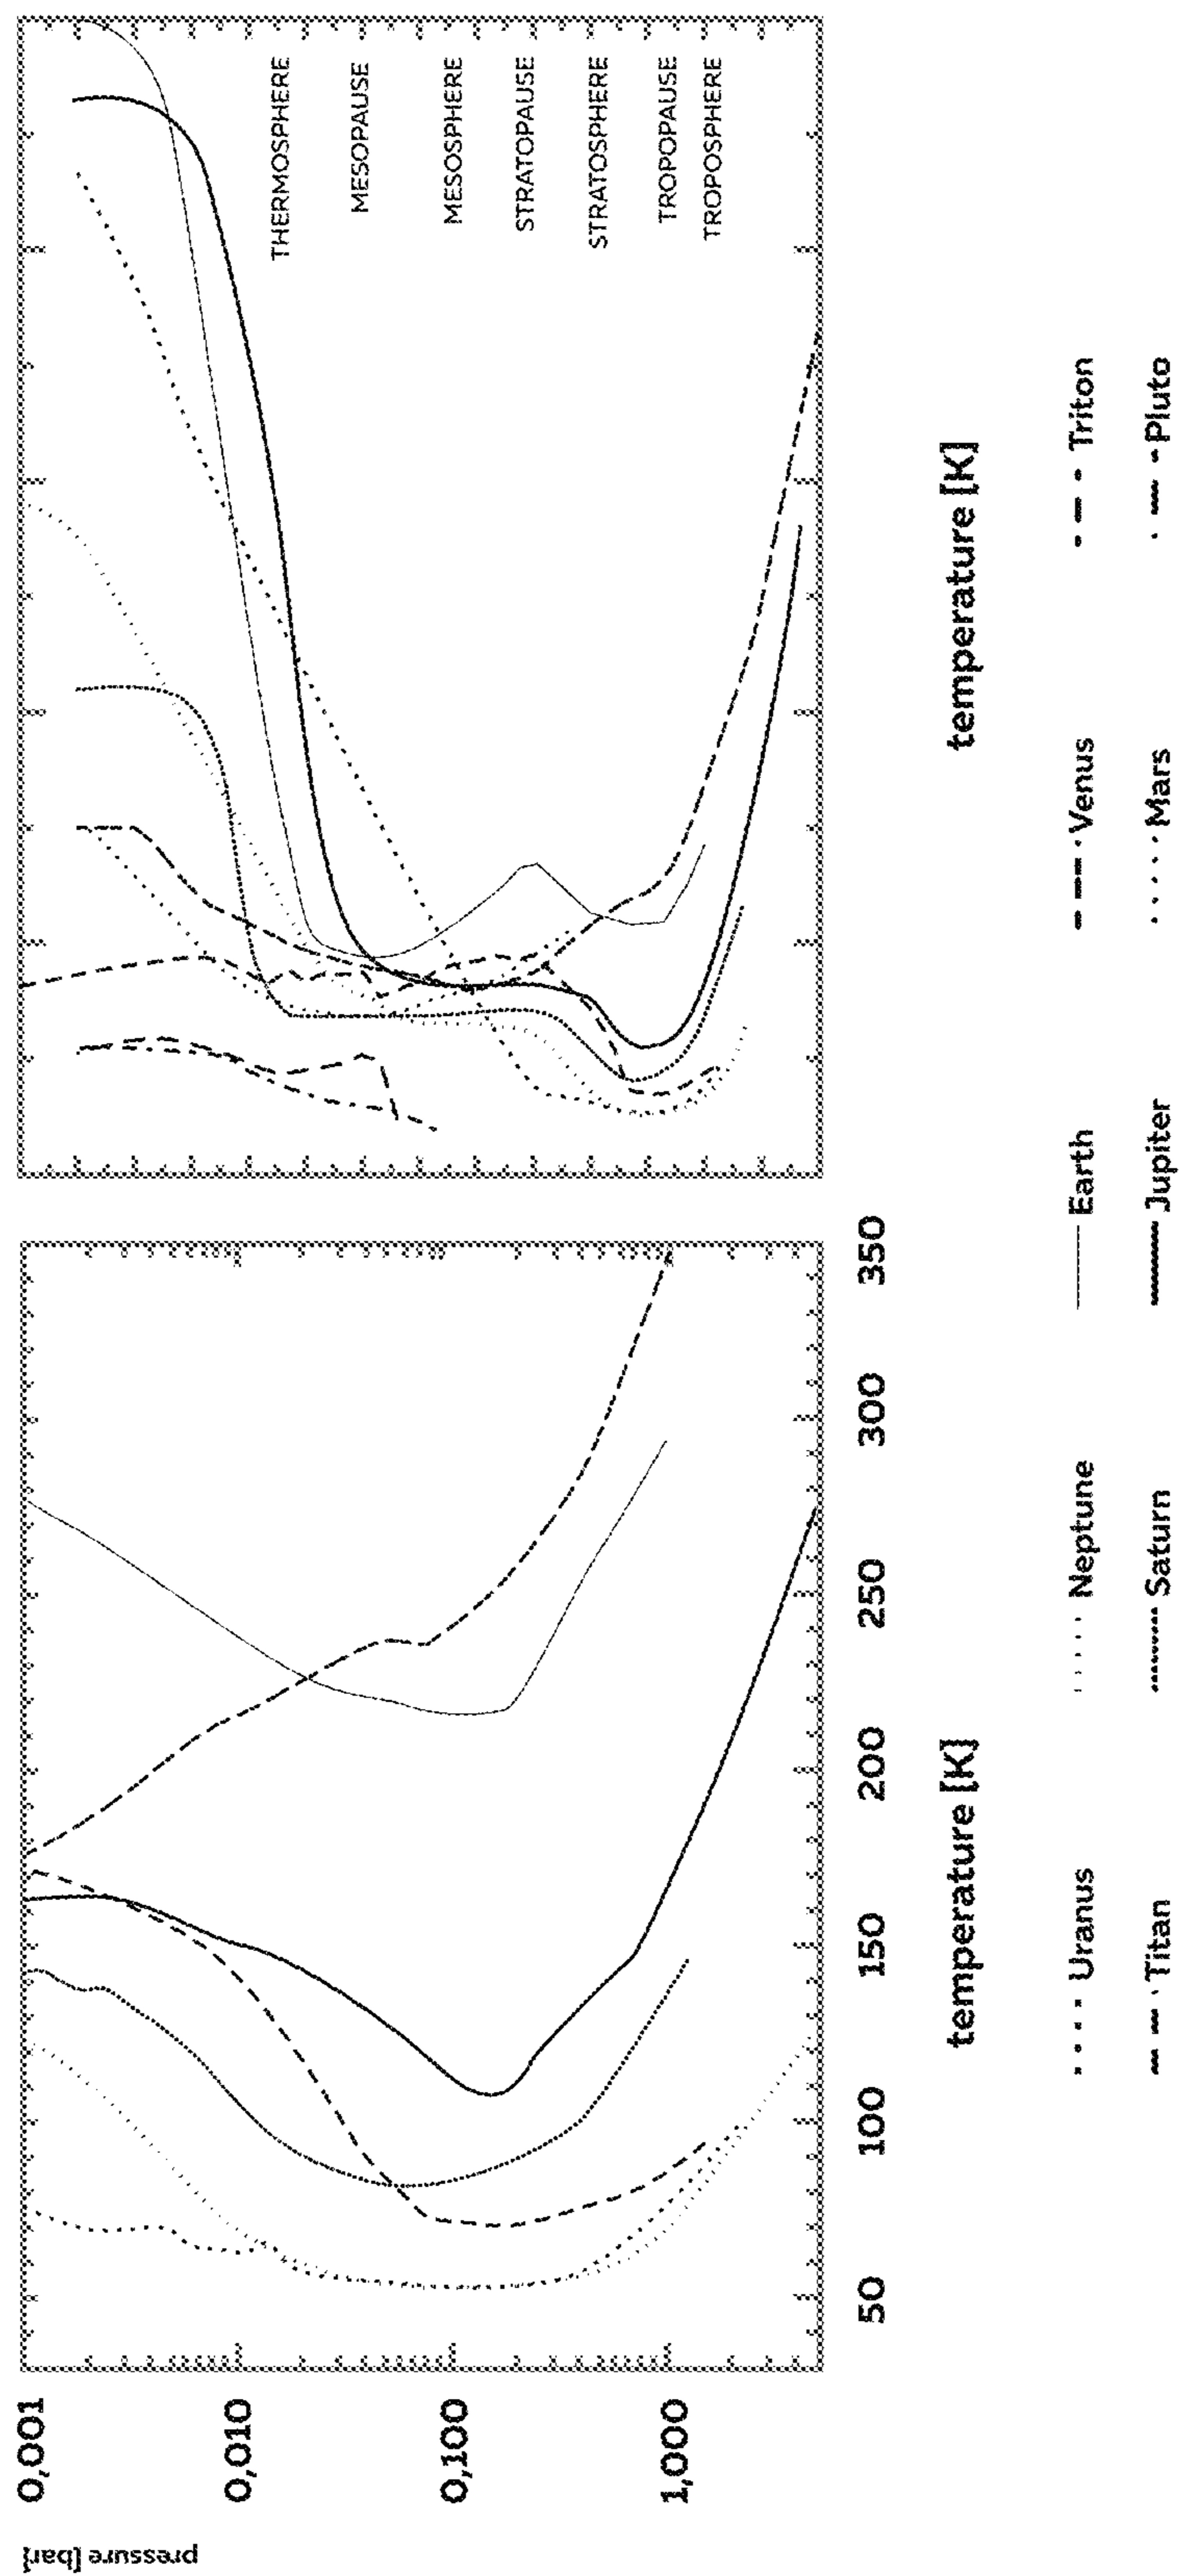 pressure [bar]
0,001
0,010
0,100
1,000
50
100
150
200
250
300
350
temperature [K]
THERMOSPHERE
MESOPAUSE
MESOSPHERE
STRATOPAUSE
STRATOSPHERE
TROPOPAUSE
TROPOSPHERE
temperature [K]
Uranus
Neptune
Earth
Venus
Triton
Titan
Saturn
Jupiter
Mars
Pluto